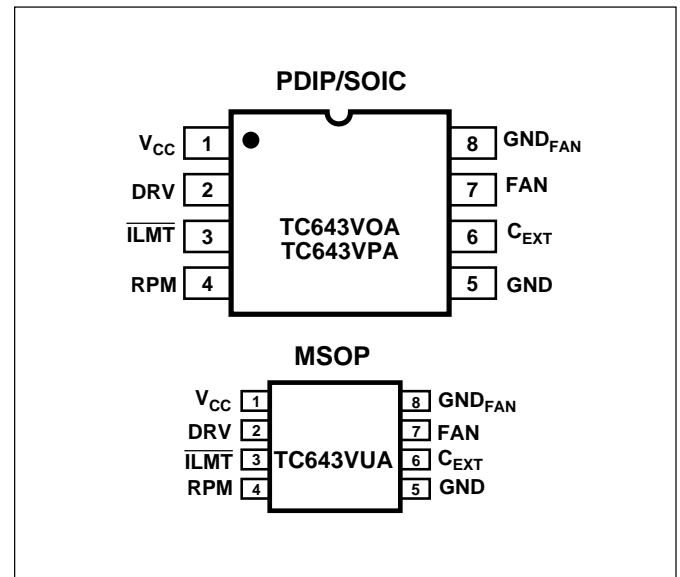 PDIP/SOIC
VCC 1 8 GNDFAN
DRV 2 7 FAN
TC643VOA
ILMT 3 6 CEXT
TC643VPA
RPM 4 5 GND
MSOP
VCC 1 8 GNDFAN
DRV 2 7 FAN
ILMT 3 TC643VUA 6 CEXT
RPM 4 5 GND